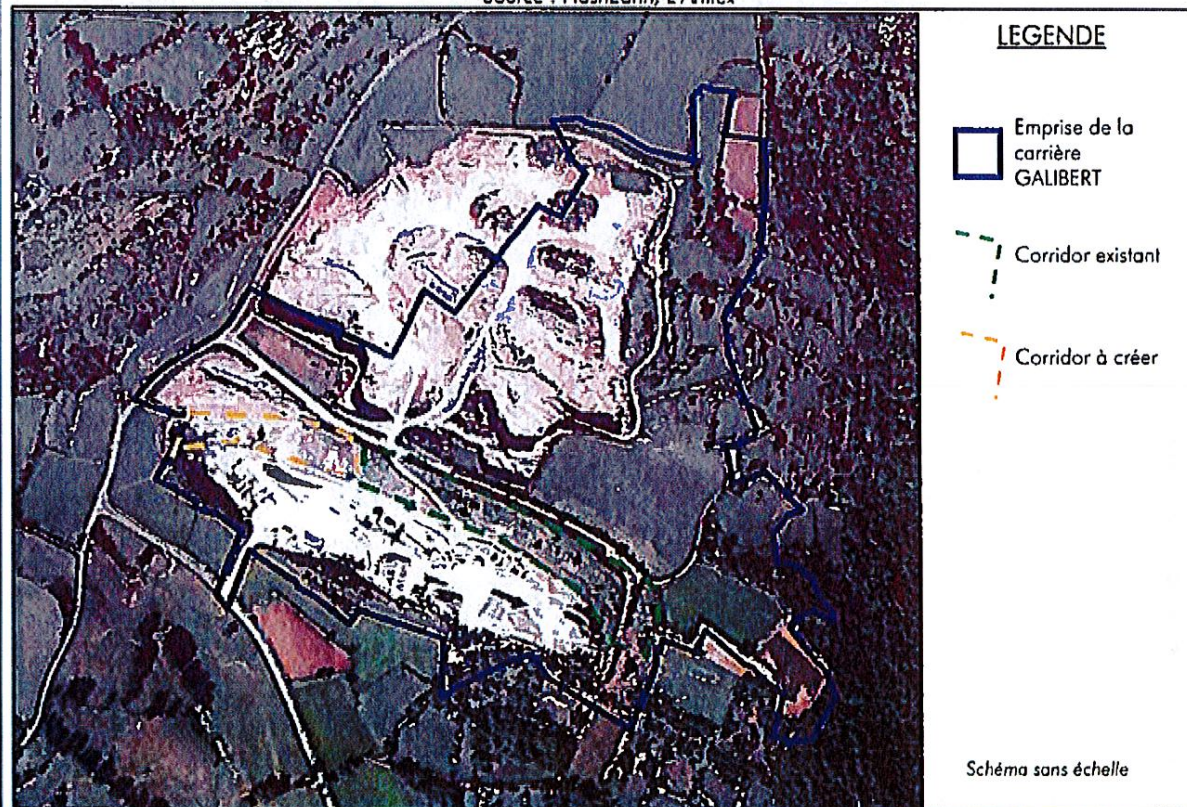 LEGENDE
Emprise de la
carrière
GALIBERT
Corridor existant
Corridor à créer
Schéma sans échelle